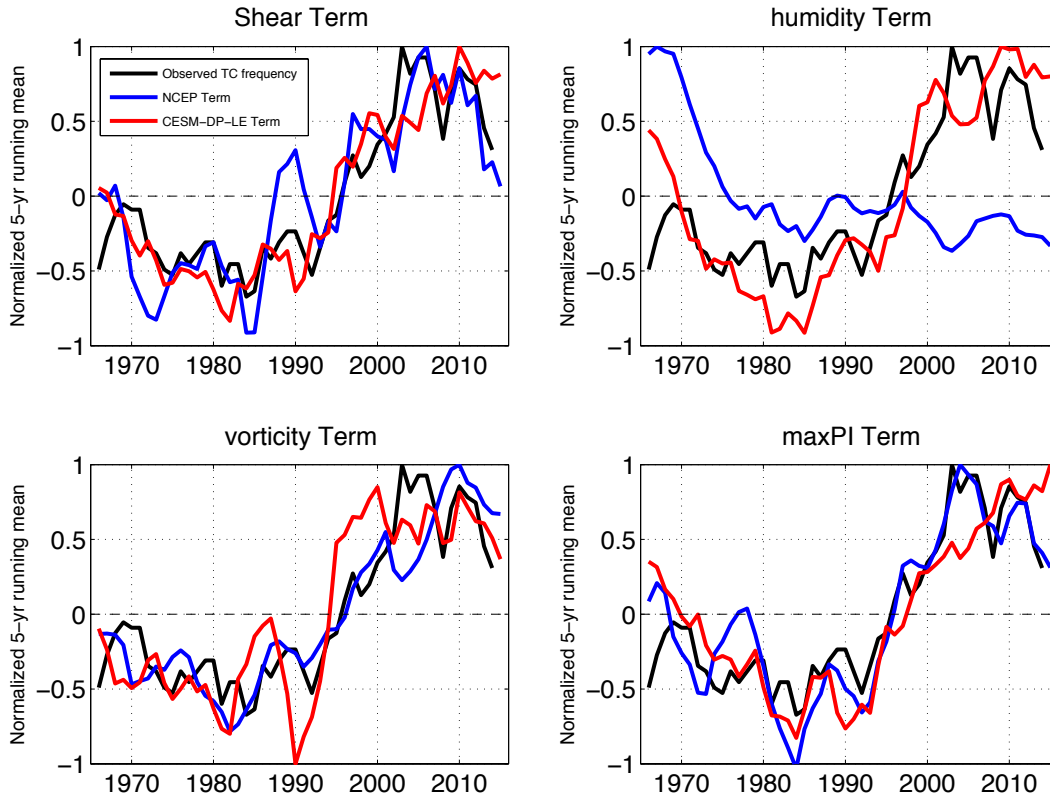 Shear Term
Normalized 5-yr running mean
1
0.5
0
−0.5
−1
Observed TC frequency
NCEP Term
CESM-DP-LE Term
1970 1980 1990 2000 2010
humidity Term
Normalized 5-yr running mean
1
0.5
0
−0.5
−1
1970 1980 1990 2000 2010
vorticity Term
Normalized 5-yr running mean
1
0.5
0
−0.5
−1
1970 1980 1990 2000 2010
maxPI Term
Normalized 5-yr running mean
1
0.5
0
−0.5
−1
1970 1980 1990 2000 2010